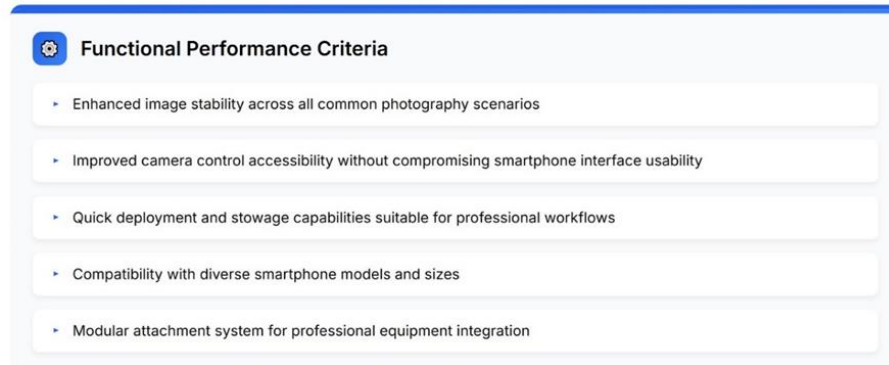 Functional Performance Criteria
Enhanced image stability across all common photography scenarios
Improved camera control accessibility without compromising smartphone interface usability
Quick deployment and stowage capabilities suitable for professional workflows
Compatibility with diverse smartphone models and sizes
Modular attachment system for professional equipment integration